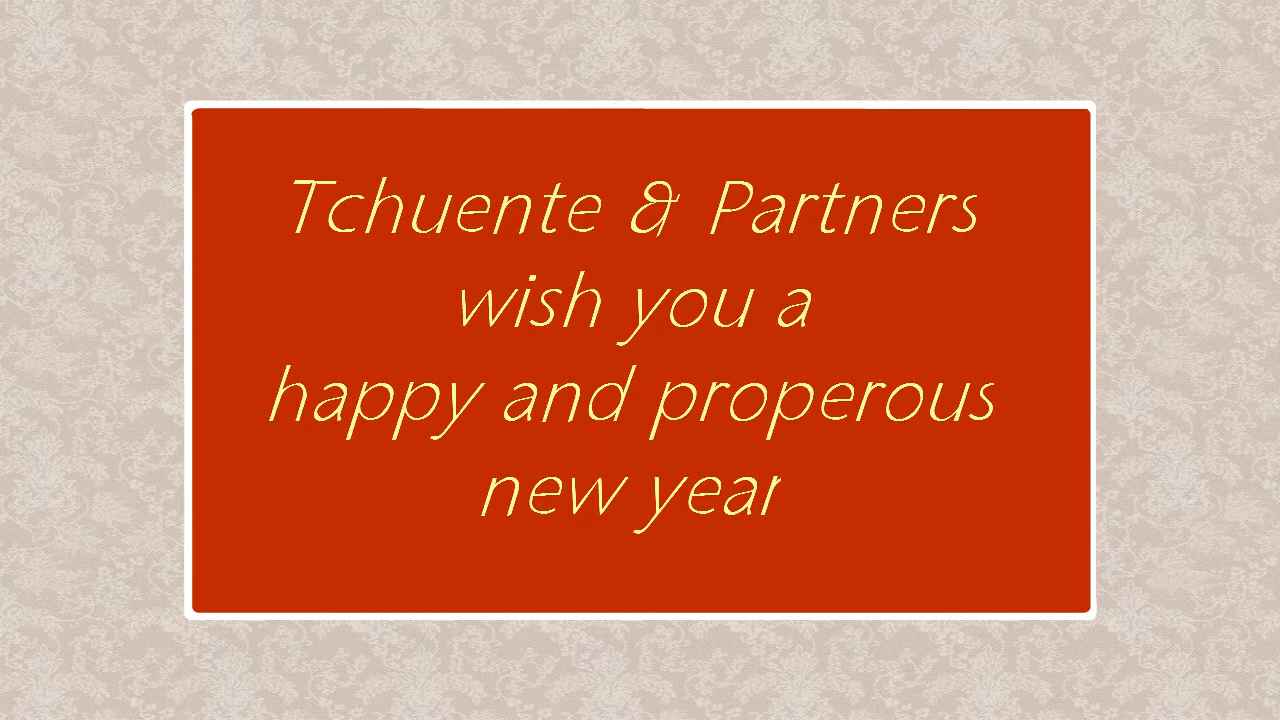 Tchuente & Partners
wish you a
happy and properous
new year